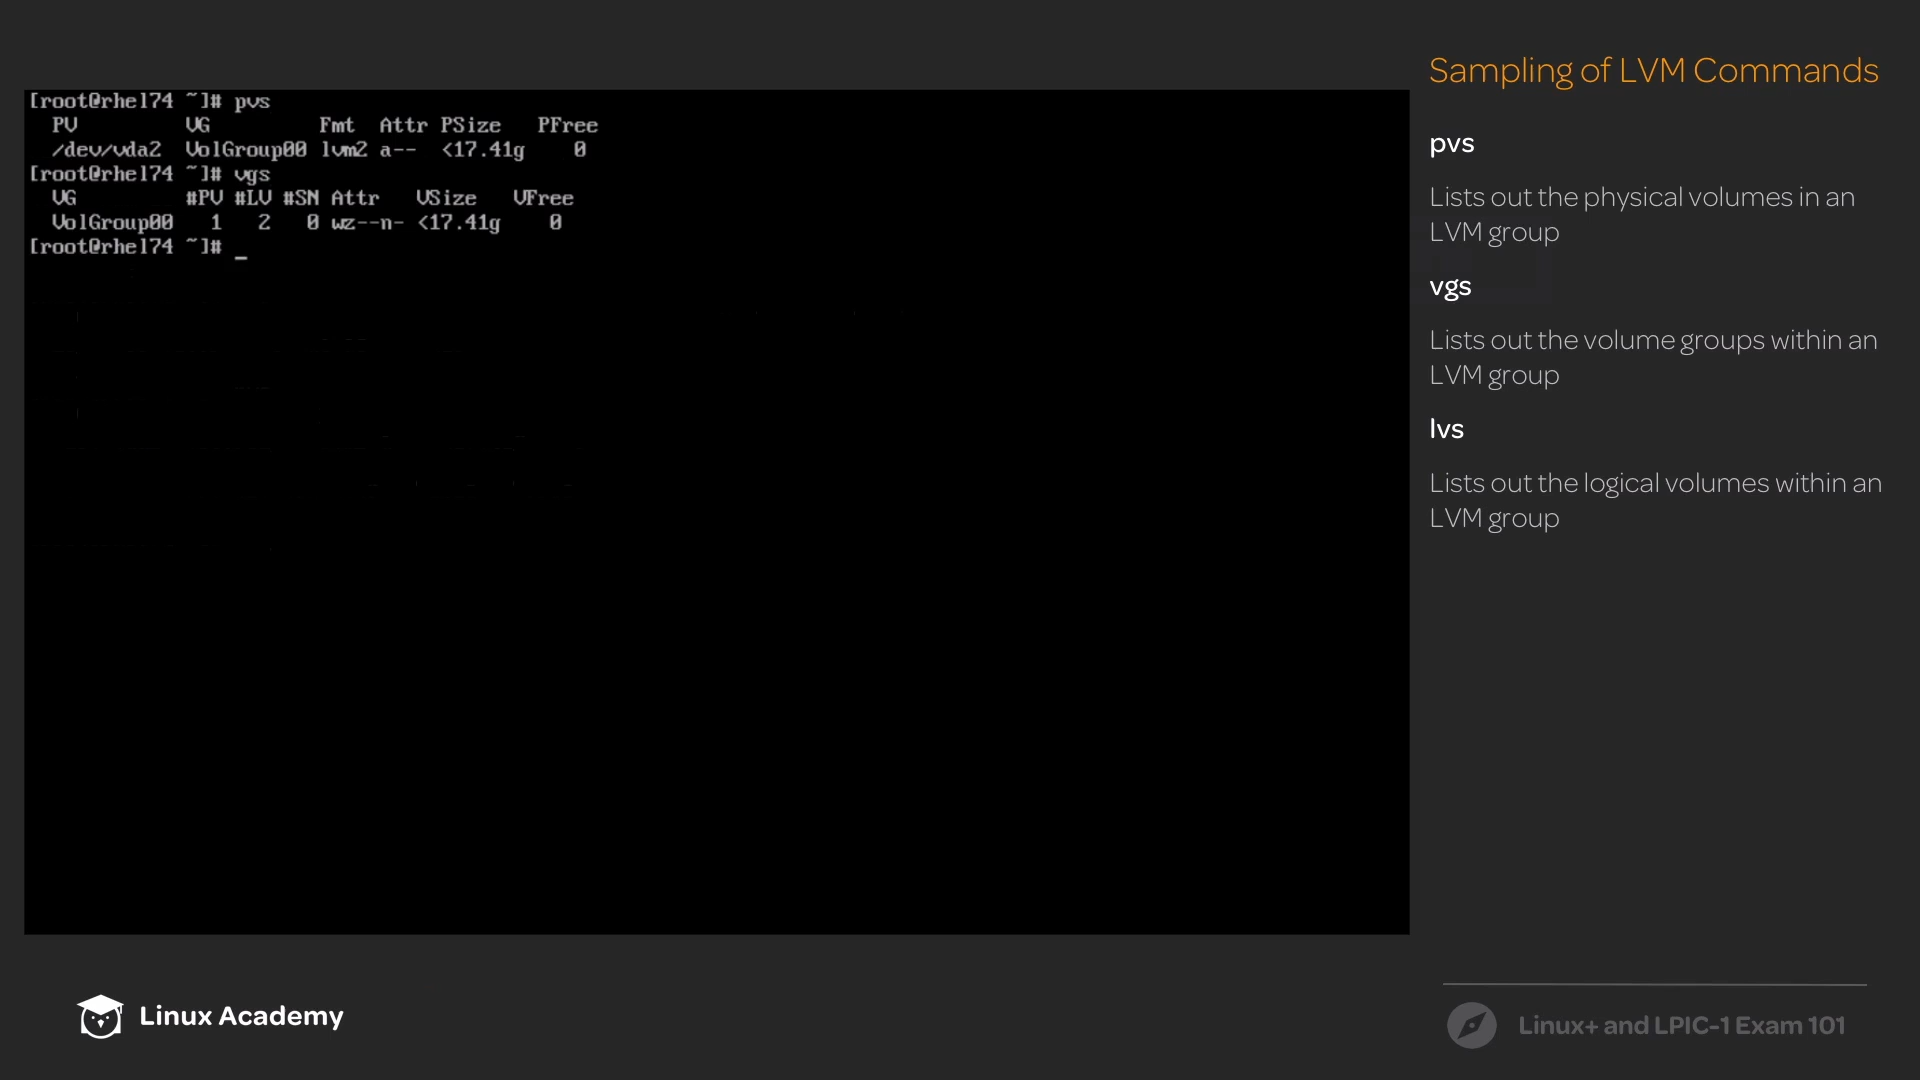 Sampling of LVM Commands
[root@rhel74 ~]# pvs
PV VG Fmt Attr PSize PFree
/dev/vda2 VolGroup00 lvm2 a-- <17.41g 0
[root@rhel74 ~]# vgs
VG #PV #LV #SN Attr VSize VFree
VolGroup00 1 2 0 wz--n- <17.41g 0
[root@rhel74 ~]# _
pvs
Lists out the physical volumes in an
LVM group
vgs
Lists out the volume groups within an
LVM group
lvs
Lists out the logical volumes within an
LVM group
Linux Academy
Linux+ and LPIC-1 Exam 101